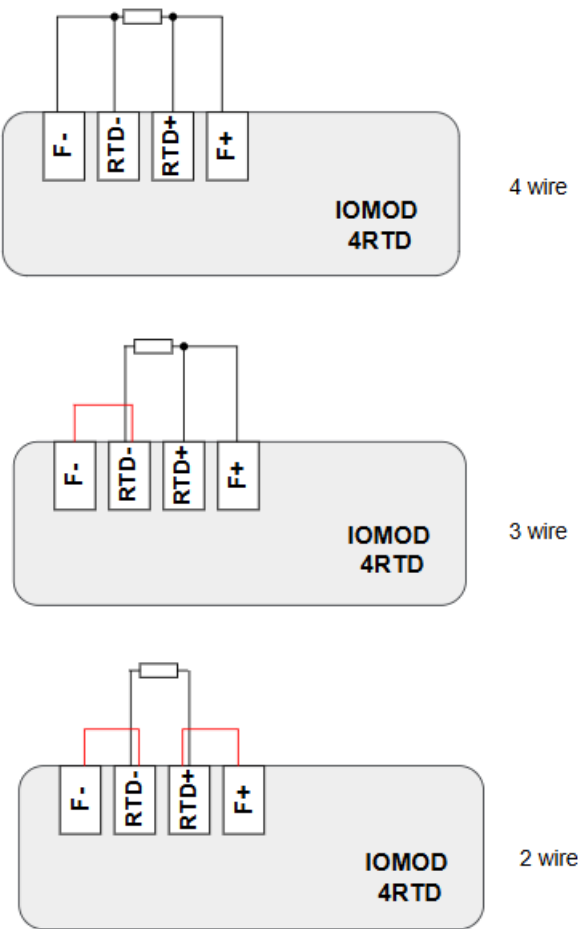 F- RTD- RTD+ F+
4 wire
IOMOD
4RTD
F- RTD- RTD+ F+
3 wire
IOMOD
4RTD
F- RTD- RTD+ F+
IOMOD
2 wire
4RTD